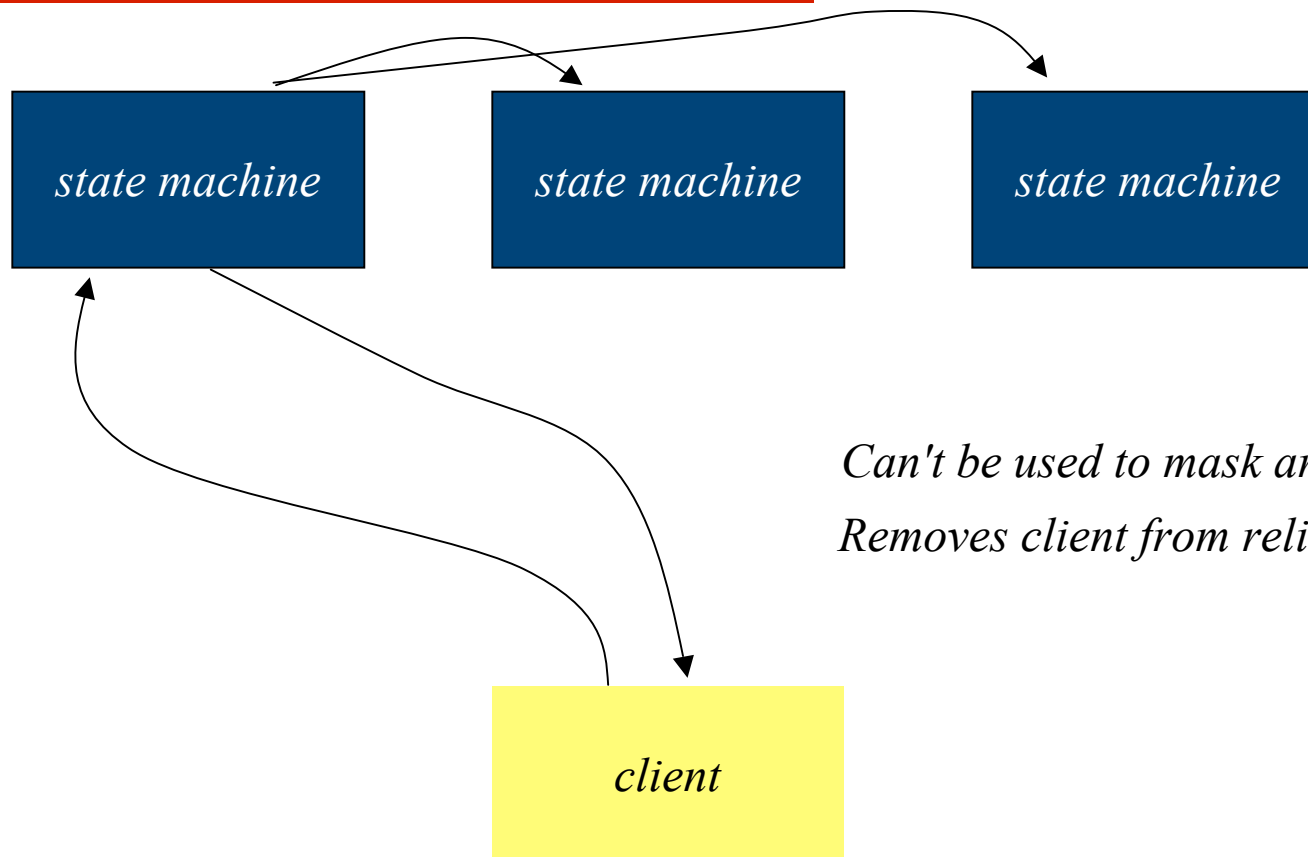 state machine state machine state machine
Can't be used to mask
Removes client from
client